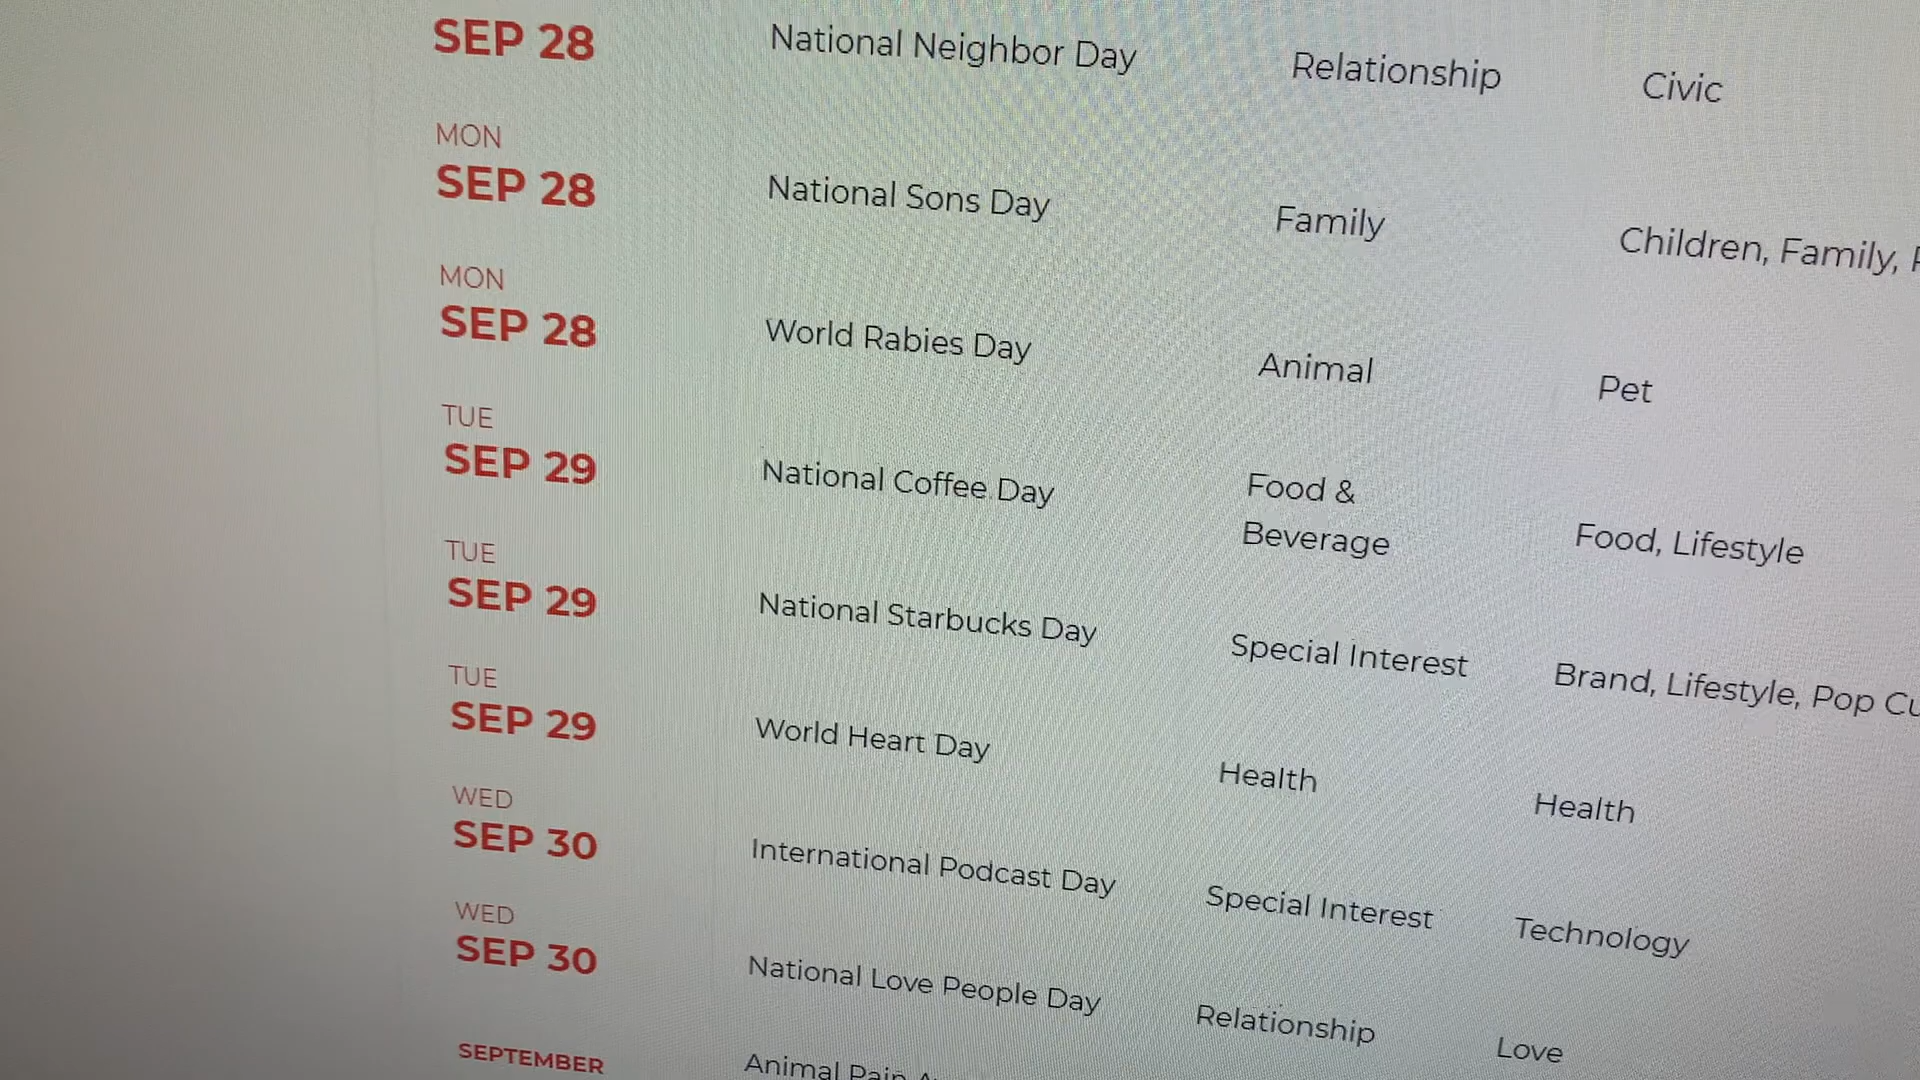 SEP 28 National Neighbor Day Relationship Civic
MON
SEP 28 National Sons Day Family Children, Family,
MON
SEP 28 World Rabies Day Animal Pet
TUE
SEP 29 National Coffee Day Food &
Beverage Food, Lifestyle
TUE
SEP 29 National Starbucks Day Special Interest Brand, Lifestyle, Pop
TUE
SEP 29 World Heart Day Health Health
WED
SEP 30 International Podcast Day Special Interest Technology
WED
SEP 30 National Love People Day Relationship Love
SEPTEMBER Animal Pain